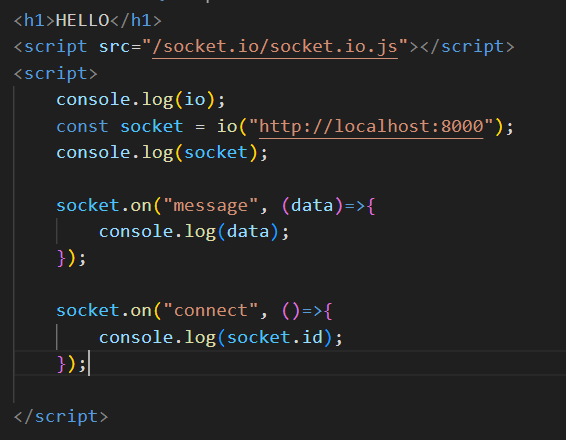 <h1>HELLO</h1>
<script src="/socket.io/socket.io.js"></script>
<script>
    console.log(io);
    const socket = io("http://localhost:8000");
    console.log(socket);

    socket.on("message", (data)=>{
        console.log(data);
    });

    socket.on("connect", ()=>{
        console.log(socket.id);
    });

</script>